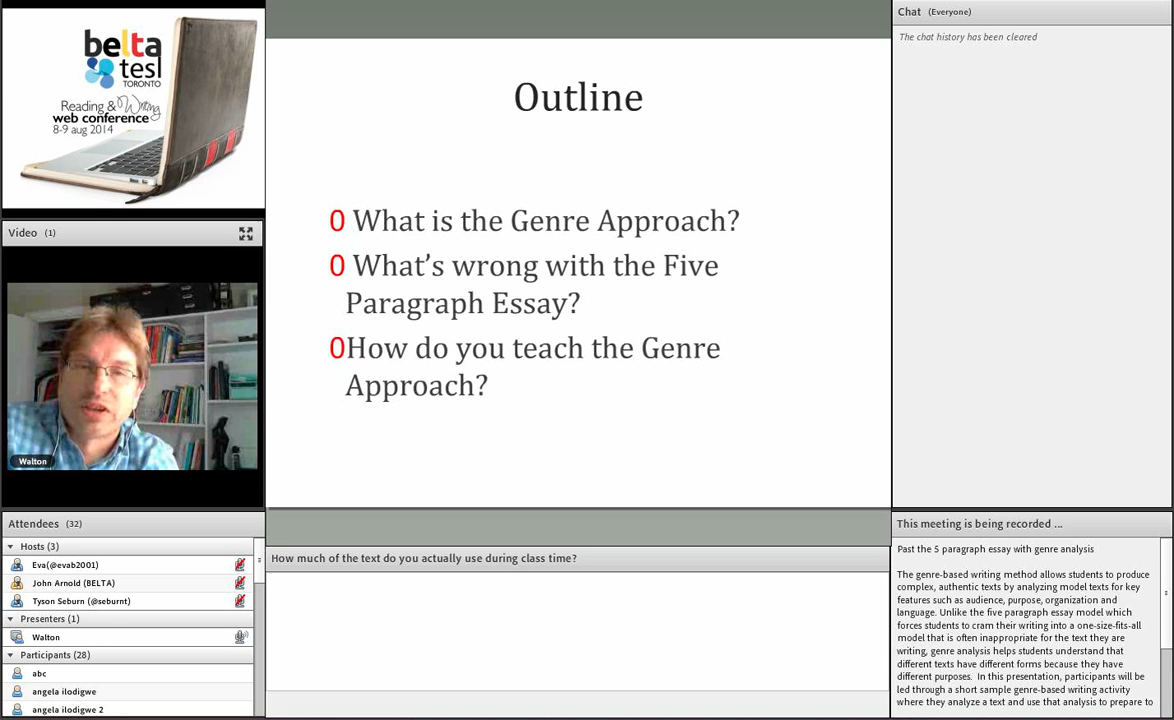 belta
tesl
TORONTO
Reading & Writing
web conference
8-9 aug 2014
Video (1)
Walton
Attendees (32)
Hosts (3)
Eva(@evab2001)
John Arnold (BELTA)
Tyson Seburn (@seburnt)
Presenters (1)
Walton
Participants (28)
abc
angela ilodigwe
angela ilodigwe 2
Outline
0 What is the Genre Approach?
0 What's wrong with the Five
Paragraph Essay?
0How do you teach the Genre
Approach?
How much of the text do you actually use during class time?
Chat (Everyone)
The chat history has been cleared
This meeting is being recorded ...
Past the 5 paragraph essay with genre analysis
The genre-based writing method allows students to produce
complex, authentic texts by analyzing model texts for key
features such as audience, purpose, organization and
language. Unlike the five paragraph essay model which
forces students to cram their writing into a one-size-fits-all
model that is often inappropriate for the text they are
writing, genre analysis helps students understand that
different texts have different forms because they have
different purposes. In this presentation, participants will be
led through a short sample genre-based writing activity
where they analyze a text and use that analysis to prepare to